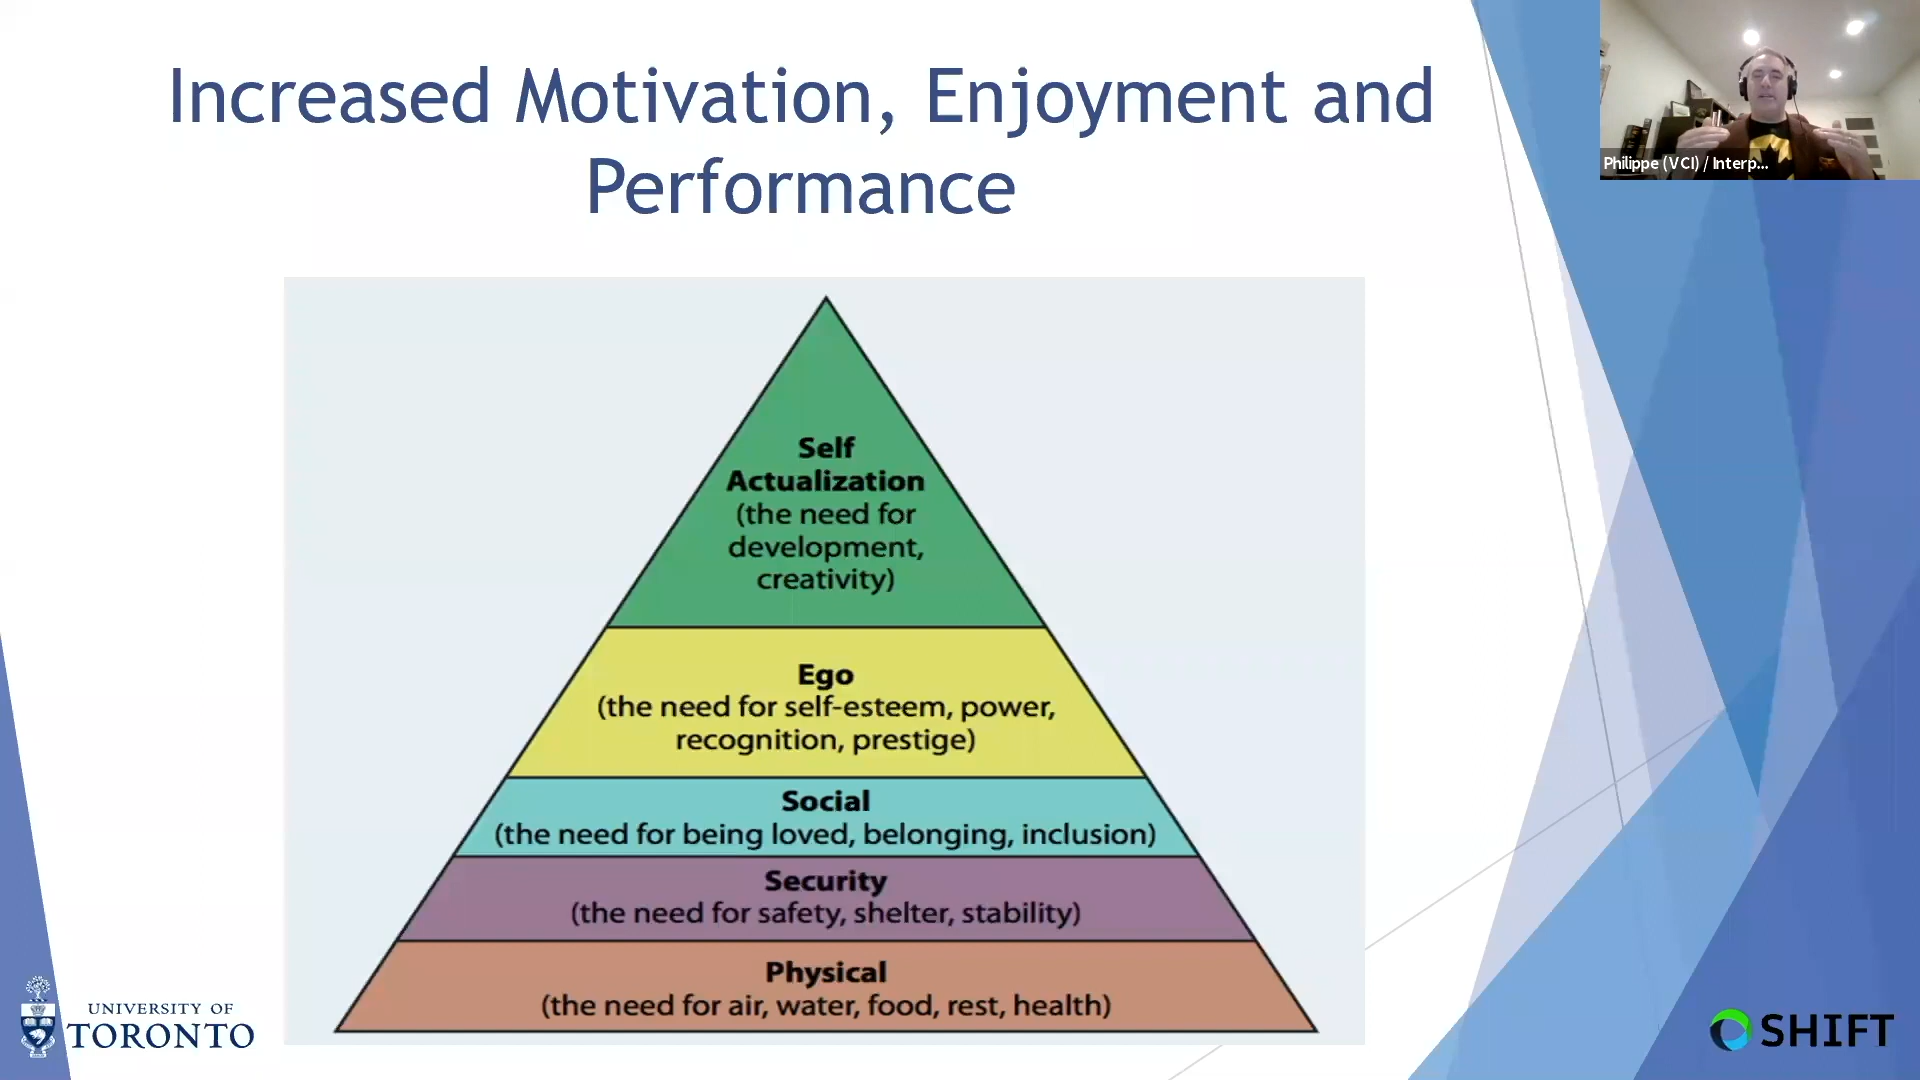 Increased Motivation, Enjoyment and
Performance
Philippe (VCI) / Interp...
Self
Actualization
(the need for
development,
creativity)
Ego
(the need for self-esteem, power,
recognition, prestige)
Social
(the need for being loved, belonging, inclusion)
Security
(the need for safety, shelter, stability)
Physical
(the need for air, water, food, rest, health)
UNIVERSITY OF
TORONTO
SHIFT